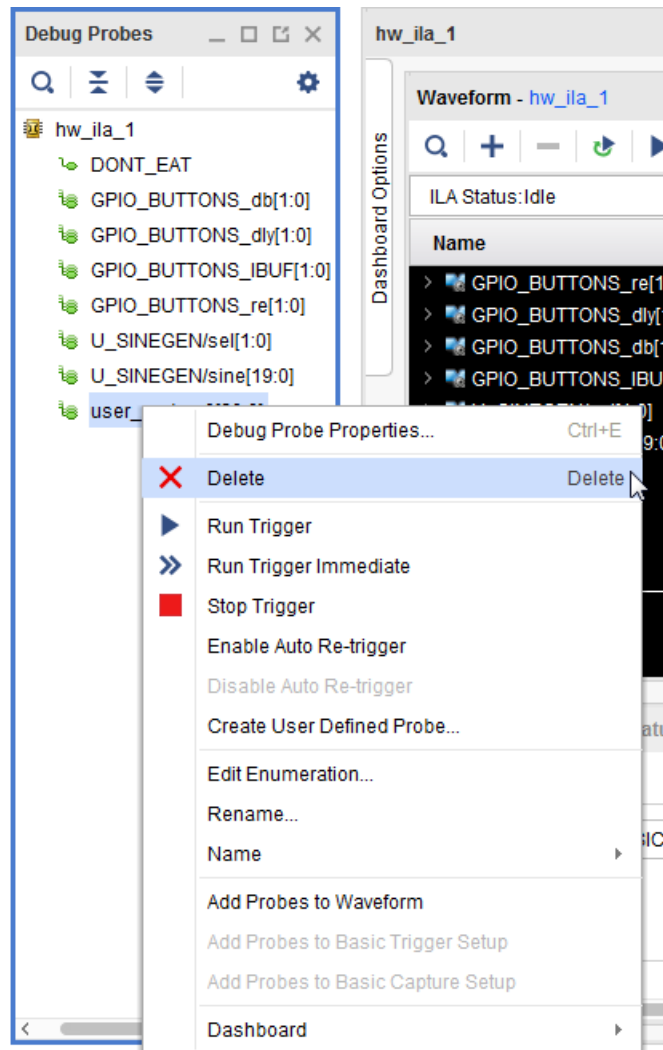 Debug Probes
hw_ila_1
DONT_EAT
GPIO_BUTTONS_db[1:0]
GPIO_BUTTONS_dly[1:0]
GPIO_BUTTONS_IBUF[1:0]
GPIO_BUTTONS_re[1:0]
U_SINEGEN/sel[1:0]
U_SINEGEN/sine[19:0]
user_
Debug Probe Properties... Ctrl+E
Delete Delete
Run Trigger
Run Trigger Immediate
Stop Trigger
Enable Auto Re-trigger
Disable Auto Re-trigger
Create User Defined Probe...
Edit Enumeration...
Rename...
Name
Add Probes to Waveform
Add Probes to Basic Trigger Setup
Add Probes to Basic Capture Setup
Dashboard
hw_ila_1
Dashboard Options
Waveform - hw_ila_1
ILA Status:Idle
Name
GPIO_BUTTONS_re[1
GPIO_BUTTONS_dly[
GPIO_BUTTONS_db[1
GPIO_BUTTONS_IBU